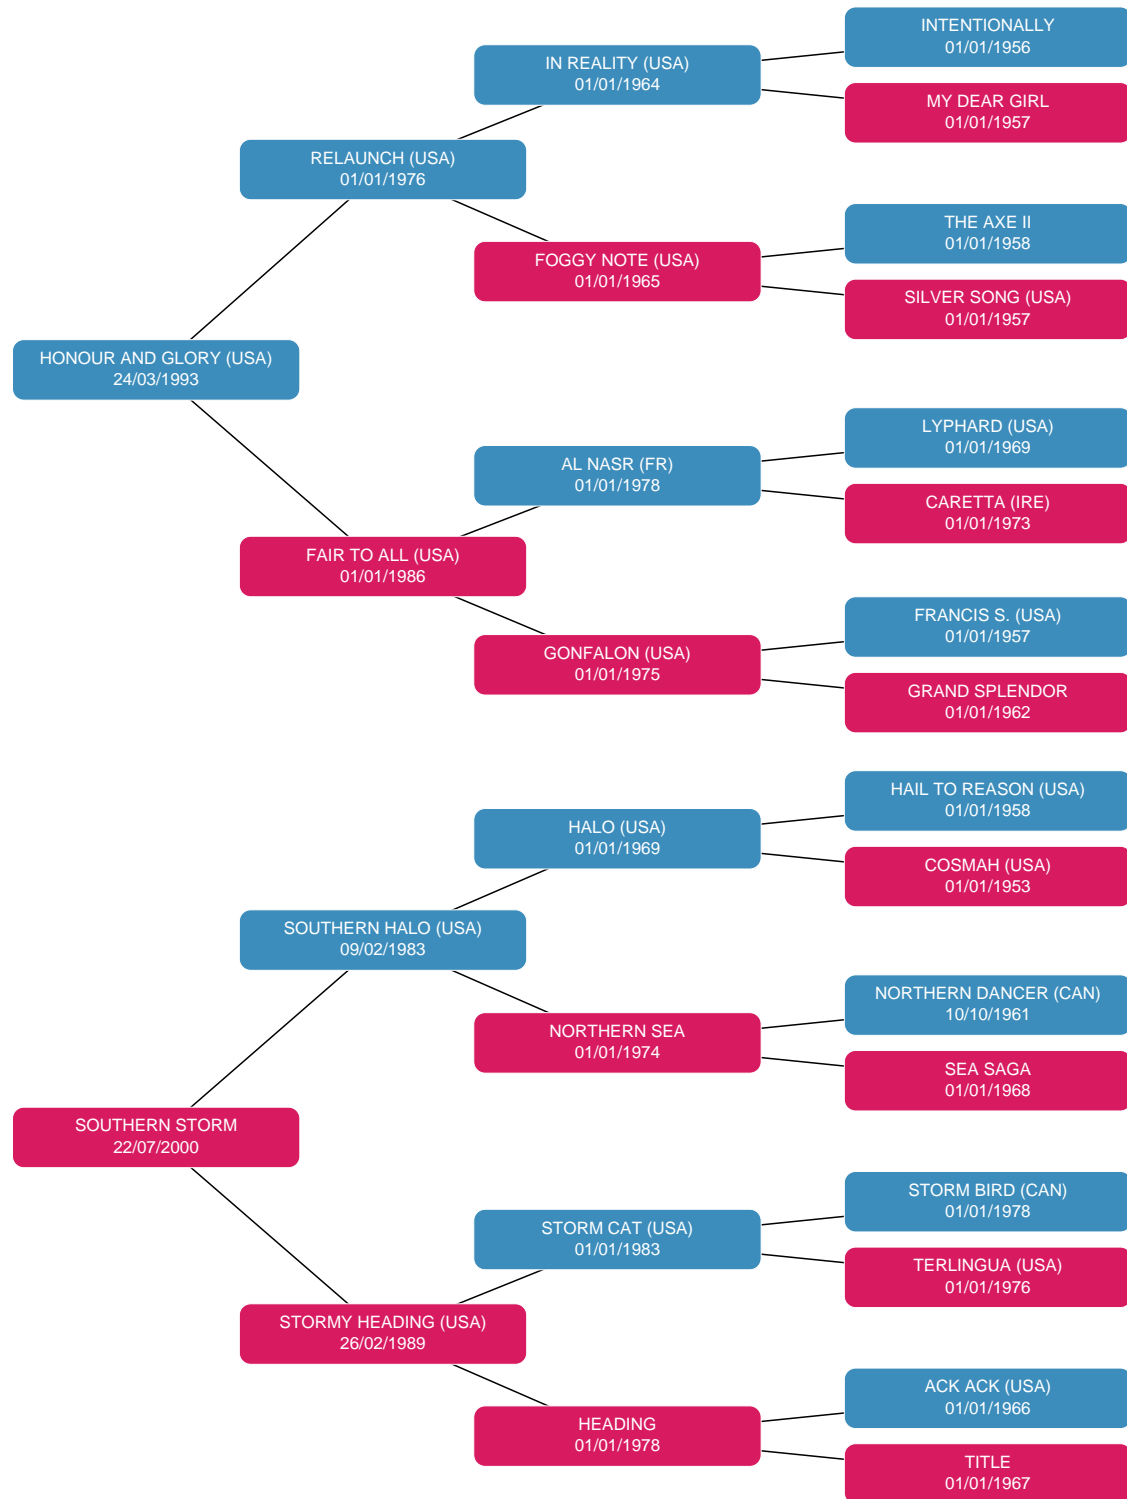 INTENTIONALLY
01/01/1956
IN REALITY (USA)
01/01/1964
MY DEAR GIRL
01/01/1957
RELAUNCH (USA)
01/01/1976
THE AXE II
01/01/1958
FOGGY NOTE (USA)
01/01/1965
SILVER SONG (USA)
01/01/1957
HONOUR AND GLORY (USA)
24/03/1993
LYPHARD (USA)
01/01/1969
AL NASR (FR)
01/01/1978
CARETTA (IRE)
01/01/1973
FAIR TO ALL (USA)
01/01/1986
FRANCIS S. (USA)
01/01/1957
GONFALON (USA)
01/01/1975
GRAND SPLENDOR
01/01/1962
HAIL TO REASON (USA)
01/01/1958
HALO (USA)
01/01/1969
COSMAH (USA)
01/01/1953
SOUTHERN HALO (USA)
09/02/1983
NORTHERN DANCER (CAN)
10/10/1961
NORTHERN SEA
01/01/1974
SEA SAGA
01/01/1968
SOUTHERN STORM
22/07/2000
STORM BIRD (CAN)
01/01/1978
STORM CAT (USA)
01/01/1983
TERLINGUA (USA)
01/01/1976
STORMY HEADING (USA)
26/02/1989
ACK ACK (USA)
01/01/1966
HEADING
01/01/1978
TITLE
01/01/1967